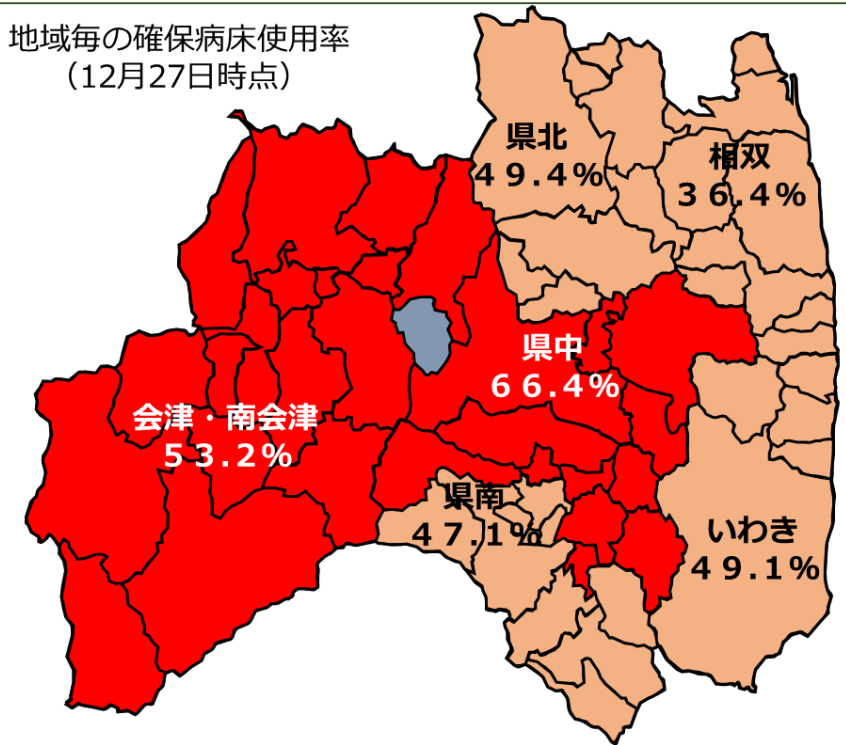 地域毎の確保病床使用率
（12月27日時点）
県北
４９.４%
相双
３６.４%
県中
６６.４%
会津・南会津
５３.２%
県南
４７.１%
いわき
４９.１%